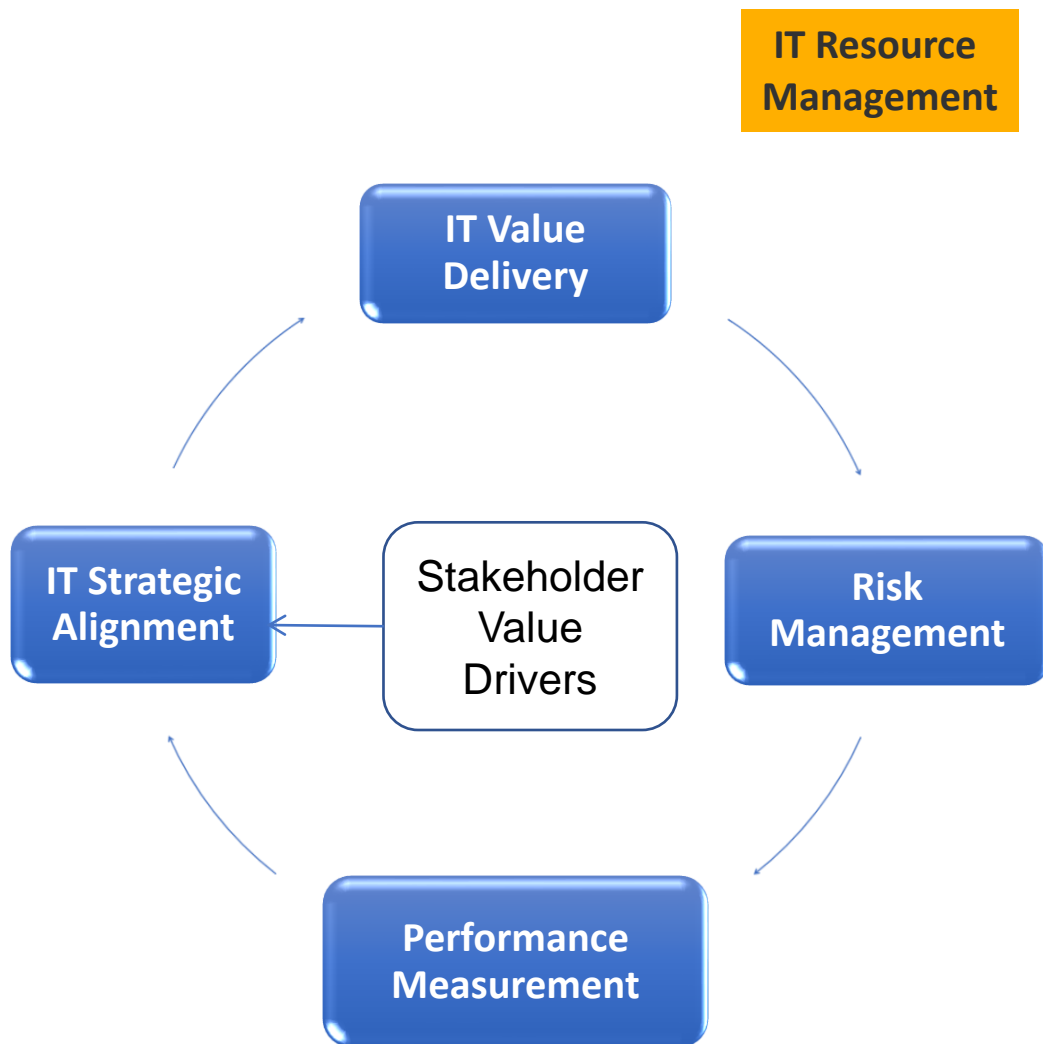 IT Resource
Management
IT Value
Delivery
IT Strategic
Alignment
Stakeholder
Value
Drivers
Risk
Management
Performance
Measurement